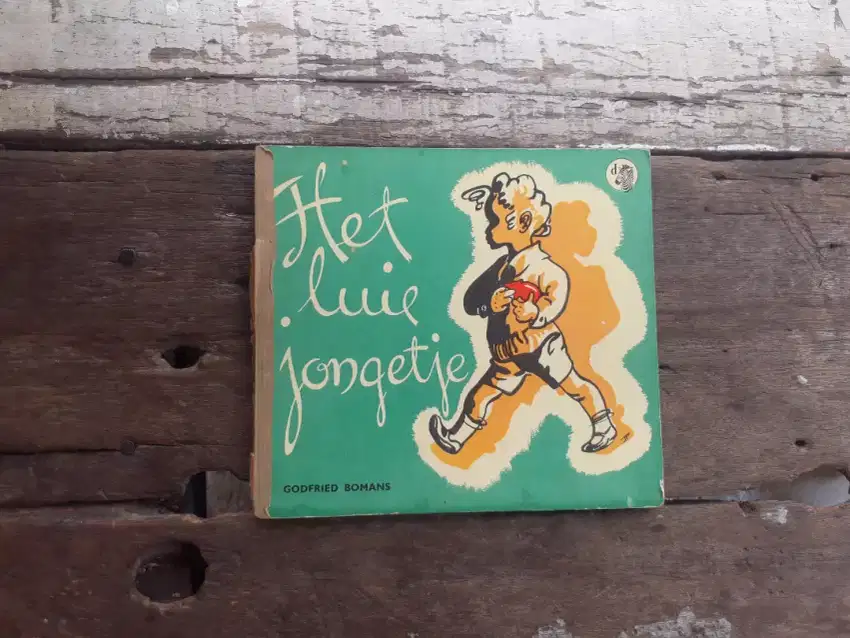 Het
luie
jongetje
GODFRIED BOMANS